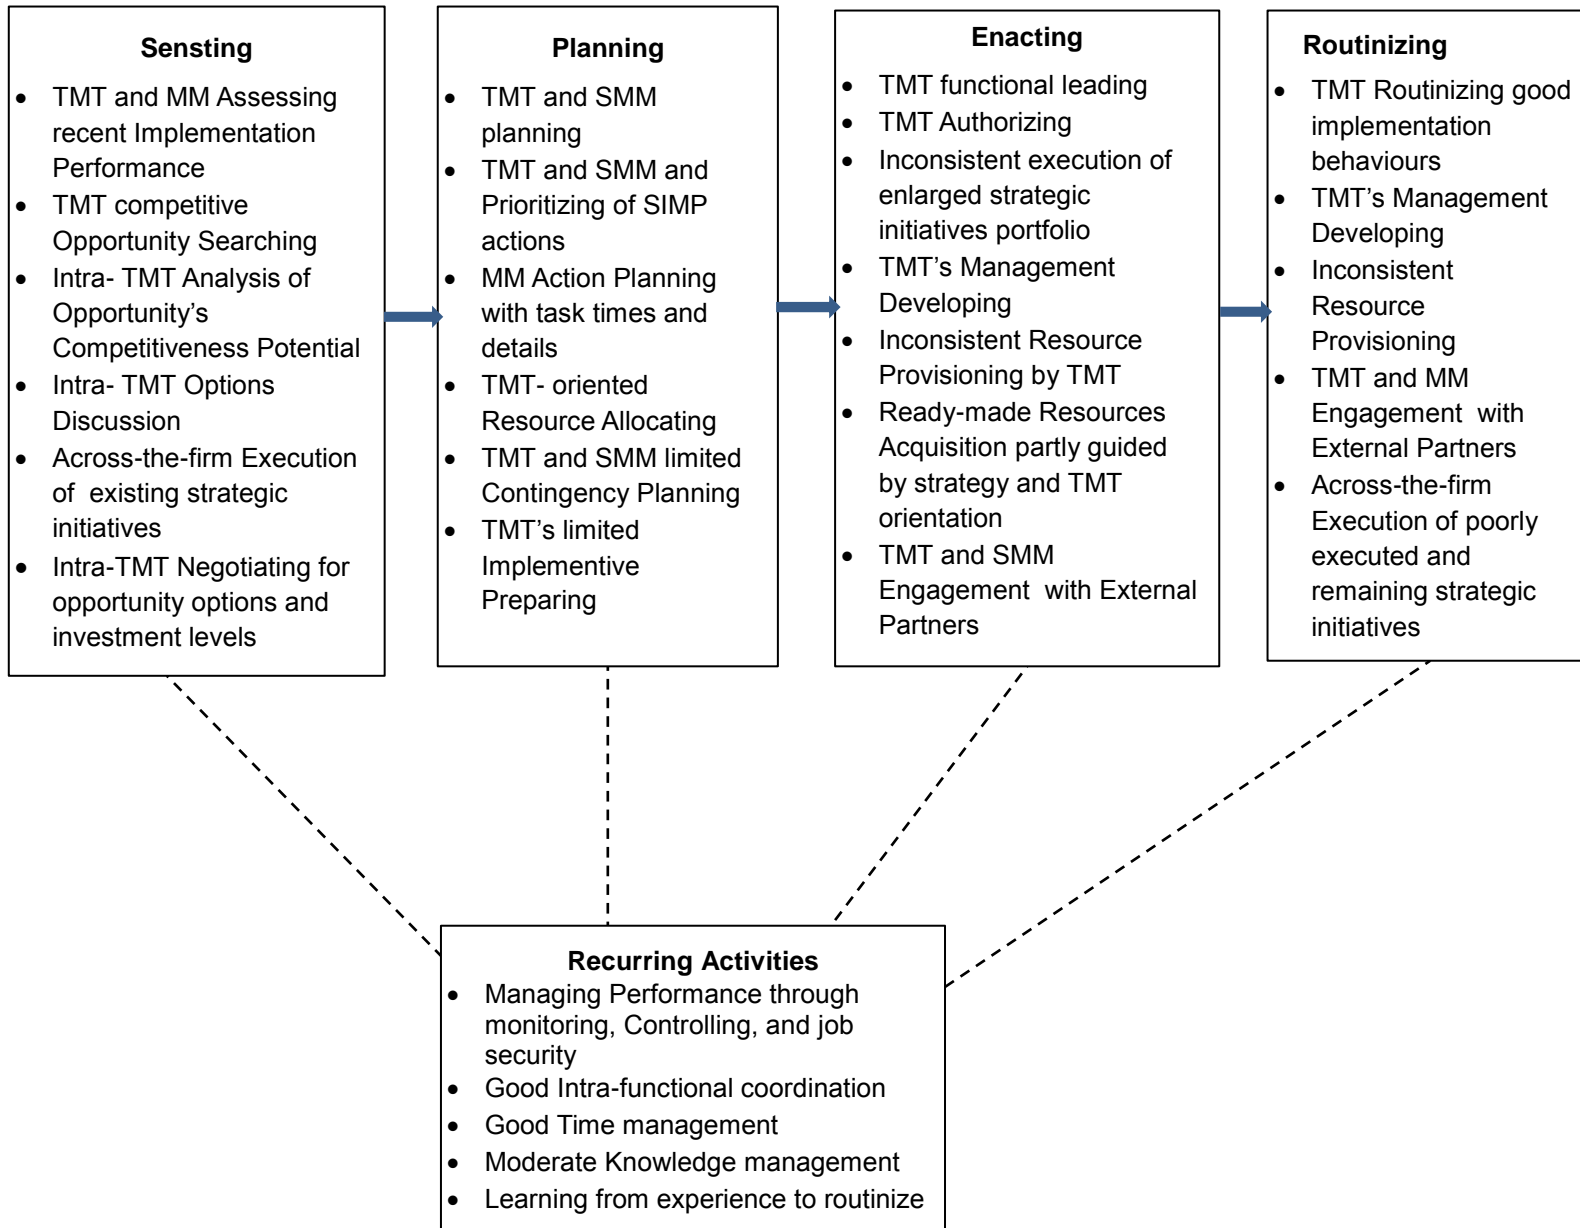 Sensting
• TMT and MM Assessing
recent Implementation
Performance
• TMT competitive
Opportunity Searching
• Intra- TMT Analysis of
Opportunity’s
Competitiveness Potential
• Intra- TMT Options
Discussion
• Across-the-firm Execution
of existing strategic
initiatives
• Intra-TMT Negotiating for
opportunity options and
investment levels
Planning
• TMT and SMM
planning
• TMT and SMM and
Prioritizing of SIMP
actions
• MM Action Planning
with task times and
details
• TMT- oriented
Resource Allocating
• TMT and SMM limited
Contingency Planning
• TMT’s limited
Implementive
Preparing
Enacting
• TMT functional leading
• TMT Authorizing
• Inconsistent execution of
enlarged strategic
initiatives portfolio
• TMT’s Management
Developing
• Inconsistent Resource
Provisioning by TMT
• Ready-made Resources
Acquisition partly guided
by strategy and TMT
orientation
• TMT and SMM
Engagement with External
Partners
Routinizing
• TMT Routinizing good
implementation
behaviours
• TMT’s Management
Developing
• Inconsistent
Resource
Provisioning
• TMT and MM
Engagement with
External Partners
• Across-the-firm
Execution of poorly
executed and
remaining strategic
initiatives
Recurring Activities
• Managing Performance through
monitoring, Controlling, and job
security
• Good Intra-functional coordination
• Good Time management
• Moderate Knowledge management
• Learning from experience to routinize